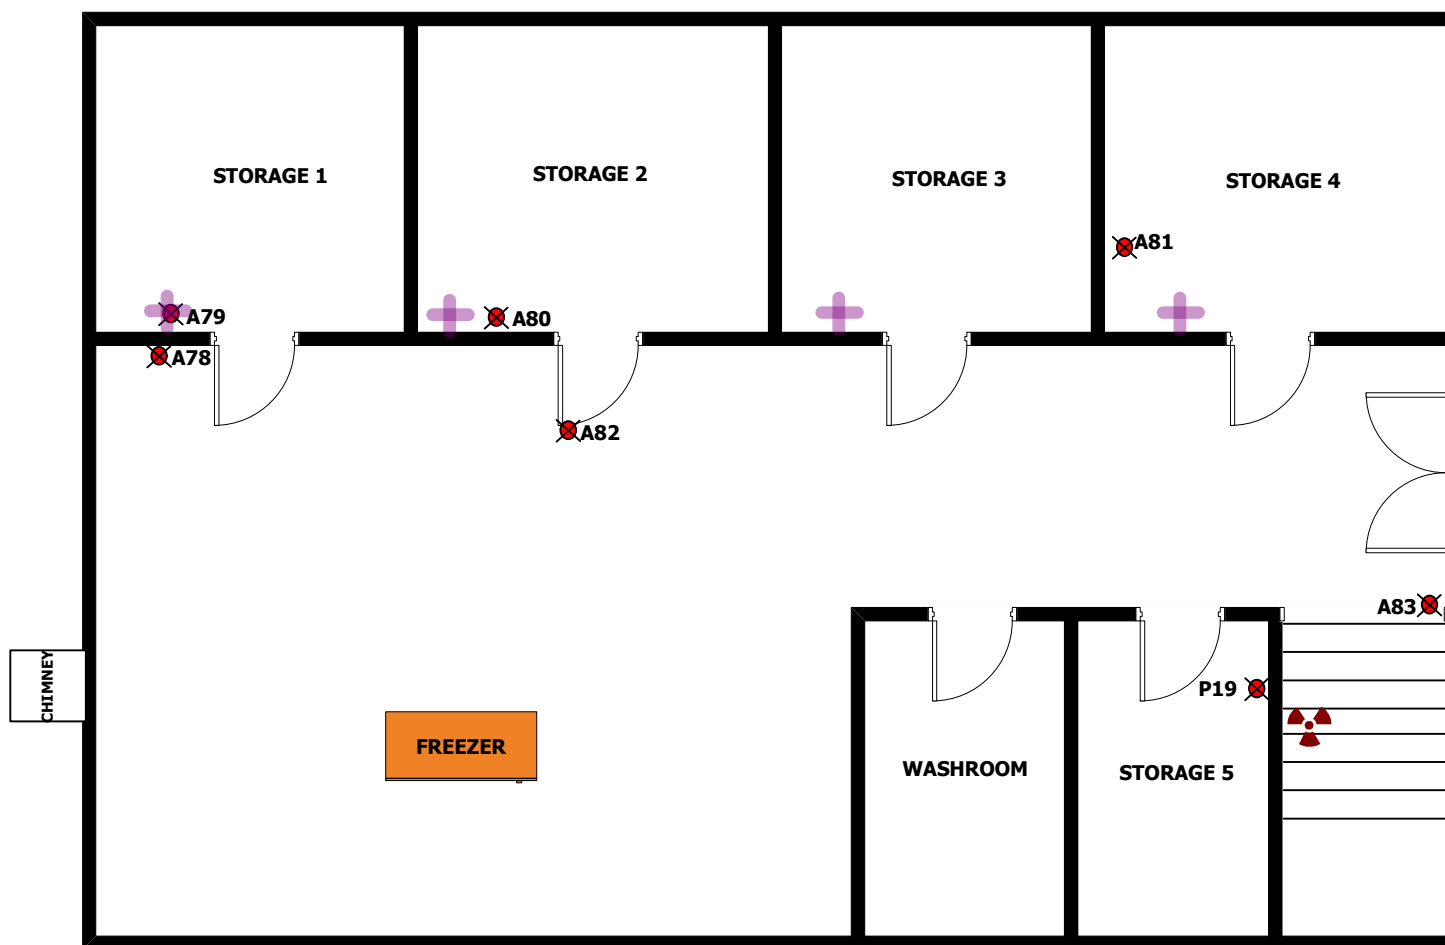 STORAGE 1
STORAGE 2
STORAGE 3
STORAGE 4
A81
A79
A80
A78
A82
A83
CHIMNEY
P19
FREEZER
WASHROOM
STORAGE 5